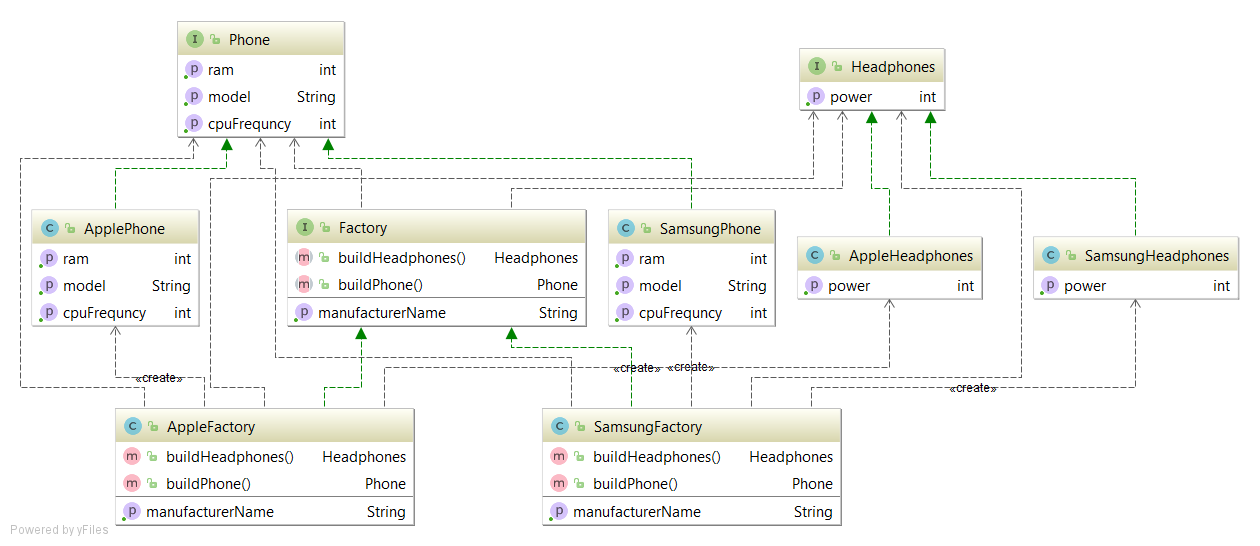 I Phone
p ram int
p model String
p cpuFrequncy int
I Headphones
p power int
C ApplePhone
p ram int
p model String
p cpuFrequncy int
I Factory
m buildHeadphones() Headphones
m buildPhone() Phone
p manufacturerName String
C SamsungPhone
p ram int
p model String
p cpuFrequncy int
C AppleHeadphones
p power int
C SamsungHeadphones
p power int
«create»
«create»
«create»
«create»
C AppleFactory
m buildHeadphones() Headphones
m buildPhone() Phone
p manufacturerName String
C SamsungFactory
m buildHeadphones() Headphones
m buildPhone() Phone
p manufacturerName String
Powered by yFiles